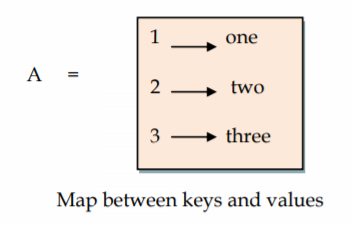 1 one
A =
2 two
3 three
Map between keys and values